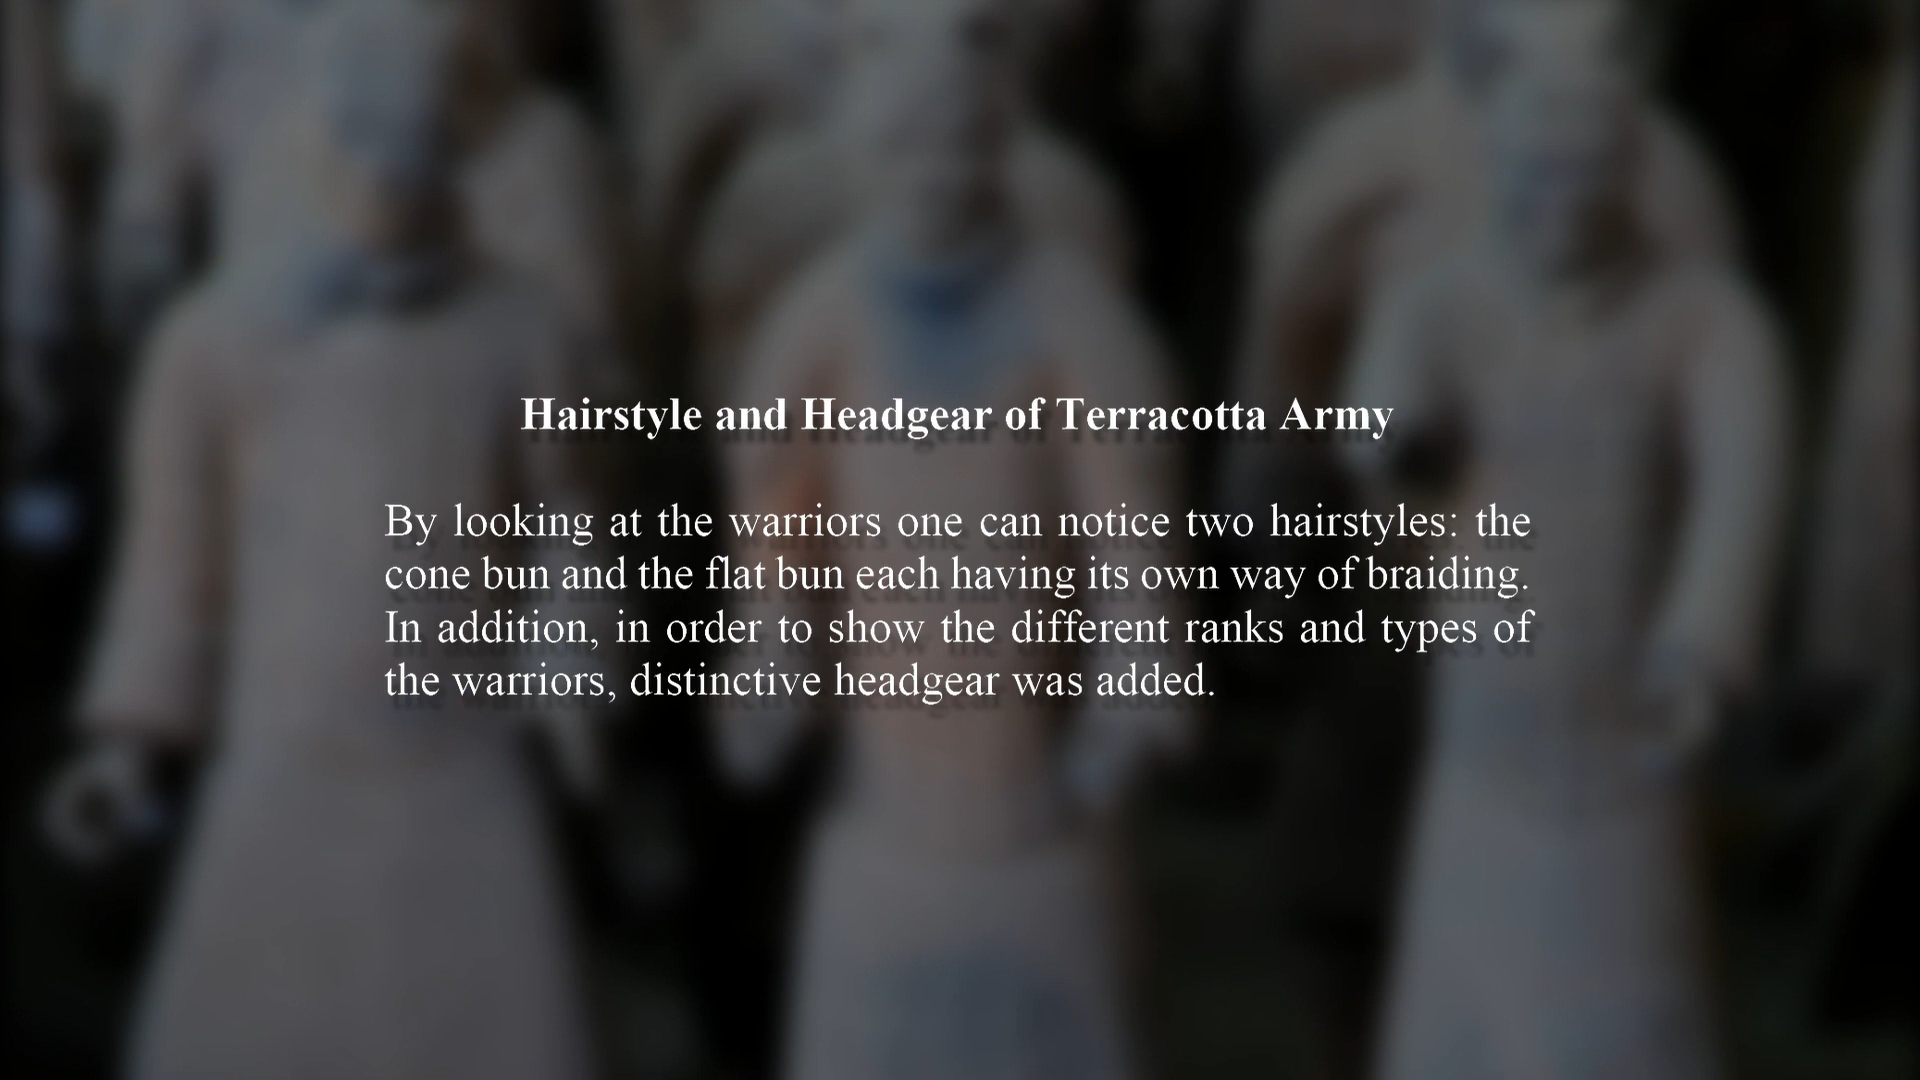 Hairstyle and Headgear of Terracotta Army
By looking at the warriors one can notice two hairstyles: the
cone bun and the flat bun each having its own way of braiding.
In addition, in order to show the different ranks and types of
the warriors, distinctive headgear was added.